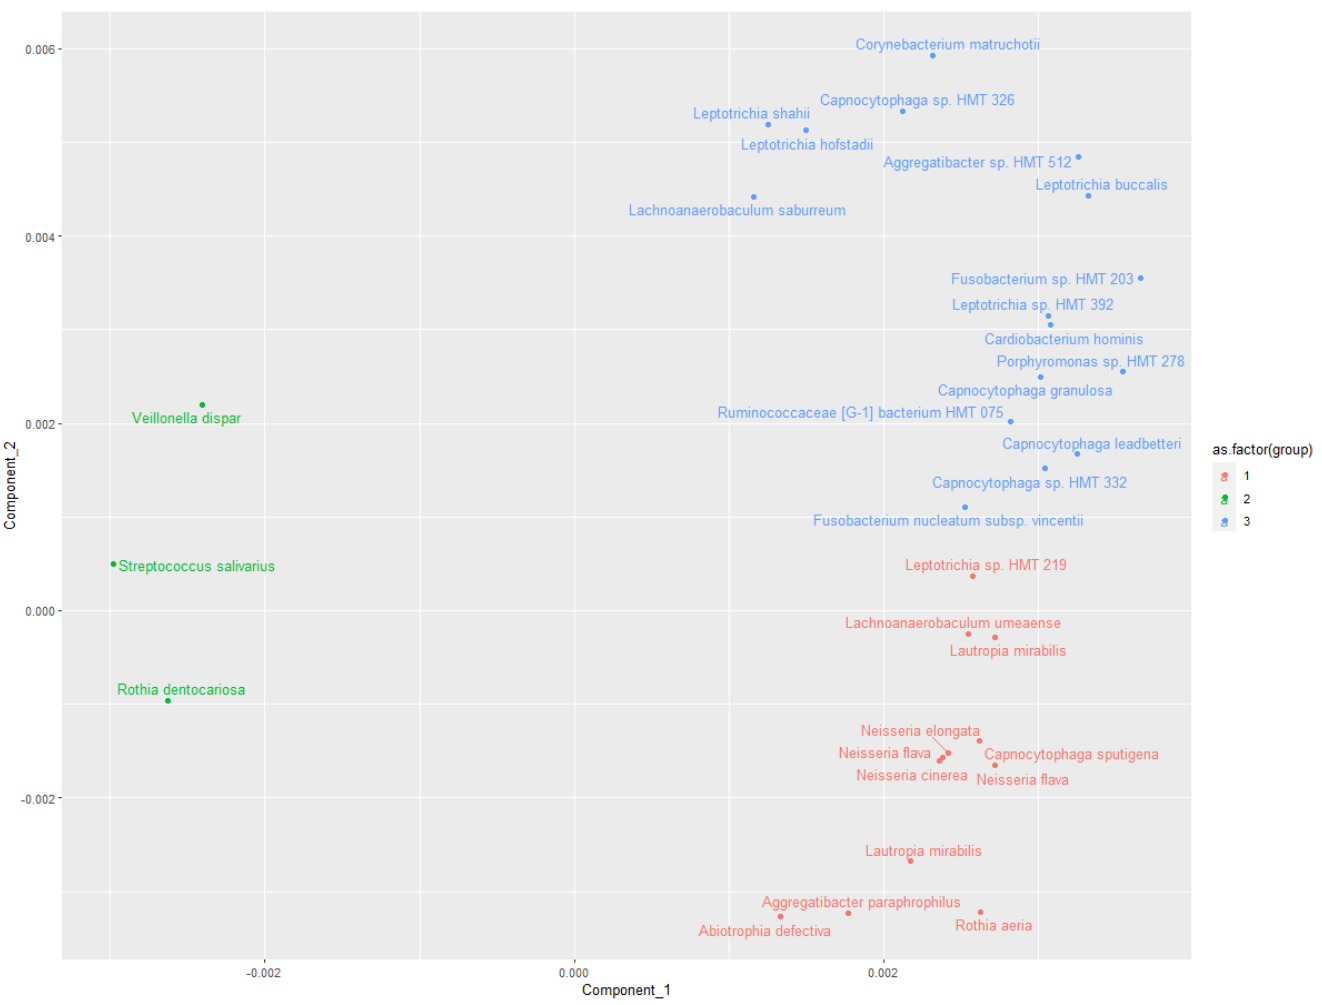 0.006
Corynebacterium matruchotii
Capnocytophaga sp. HMT 326
Leptotrichia shahii
Leptotrichia hofstadii
Aggregatibacter sp. HMT 512
Leptotrichia buccalis
Lachnoanaerobaculum saburreum
0.004
Fusobacterium sp. HMT 203
Leptotrichia sp. HMT 392
Cardiobacterium hominis
Porphyromonas sp. HMT 278
Capnocytophaga granulosa
Ruminococcaceae [G-1] bacterium HMT 075
Veillonella dispar
0.002
Capnocytophaga leadbetteri
Capnocytophaga sp. HMT 332
Fusobacterium nucleatum subsp. vincentii
Component_2
as.factor(group)
a 1
a 2
a 3
Leptotrichia sp. HMT 219
Streptococcus salivarius
0.000
Lachnoanaerobaculum umeaense
Lautropia mirabilis
Rothia dentocariosa
Neisseria elongata
Neisseria flava
Capnocytophaga sputigena
Neisseria cinerea
Neisseria flava
-0.002
Lautropia mirabilis
Aggregatibacter paraphrophilus
Rothia aeria
Abiotrophia defectiva
-0.002
0.000
0.002
Component_1